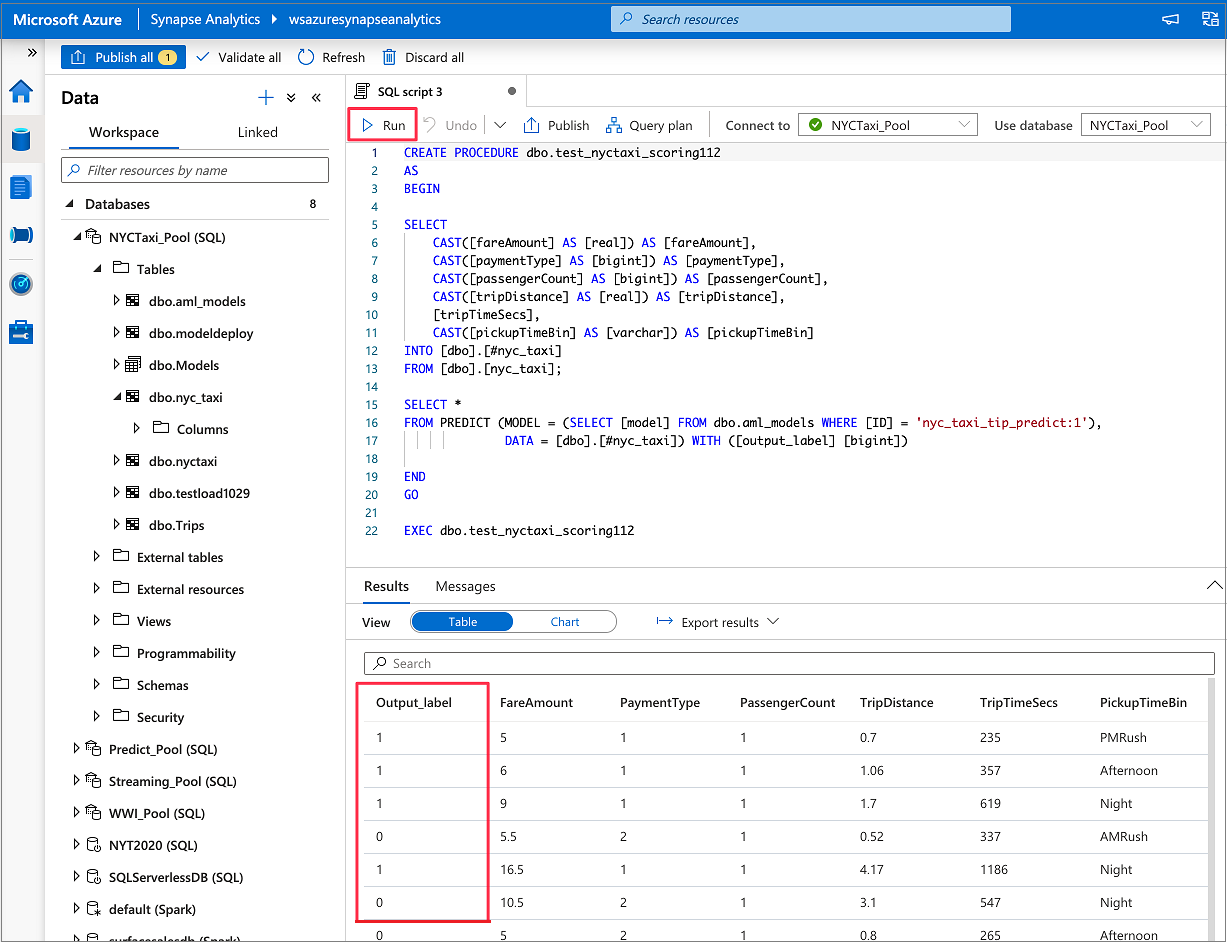 Microsoft Azure
Synapse Analytics
wsazuresynapseanalytics
Search resources
Publish all 1
Validate all
Refresh
Discard all
Data
Workspace
Linked
Filter resources by name
Databases 8
NYCTaxi_Pool (SQL)
Tables
dbo.aml_models
dbo.modeldeploy
dbo.Models
dbo.nyc_taxi
Columns
dbo.nyctaxi
dbo.testload1029
dbo.Trips
External tables
External resources
Views
Programmability
Schemas
Security
Predict_Pool (SQL)
Streaming_Pool (SQL)
WWI_Pool (SQL)
NYT2020 (SQL)
SQLServerlessDB (SQL)
default (Spark)
surfacesalesdb (Spark)
SQL script 3
Run
Undo
Publish
Query plan
Connect to
NYCTaxi_Pool
Use database
NYCTaxi_Pool
1 CREATE PROCEDURE dbo.test_nyctaxi_scoring112
2 AS
3 BEGIN
4
5 SELECT
6 CAST([fareAmount] AS [real]) AS [fareAmount],
7 CAST([paymentType] AS [bigint]) AS [paymentType],
8 CAST([passengerCount] AS [bigint]) AS [passengerCount],
9 CAST([tripDistance] AS [real]) AS [tripDistance],
10 [tripTimeSecs],
11 CAST([pickupTimeBin] AS [varchar]) AS [pickupTimeBin]
12 INTO [dbo].[#nyc_taxi]
13 FROM [dbo].[nyc_taxi];
14
15 SELECT *
16 FROM PREDICT (MODEL = (SELECT [model] FROM dbo.aml_models WHERE [ID] = 'nyc_taxi_tip_predict:1'),
17 DATA = [dbo].[#nyc_taxi]) WITH ([output_label] [bigint])
18
19 END
20 GO
21
22 EXEC dbo.test_nyctaxi_scoring112
Results
Messages
View
Table
Chart
Export results
Search
Output_label FareAmount PaymentType PassengerCount TripDistance TripTimeSecs PickupTimeBin
1 5 1 1 0.7 235 PMRush
1 6 1 1 1.06 357 Afternoon
1 9 1 1 1.7 619 Night
0 5.5 2 1 0.52 337 AMRush
1 16.5 1 1 4.17 1186 Night
0 10.5 2 1 3.1 547 Night
0 5 2 1 0.8 265 Afternoon